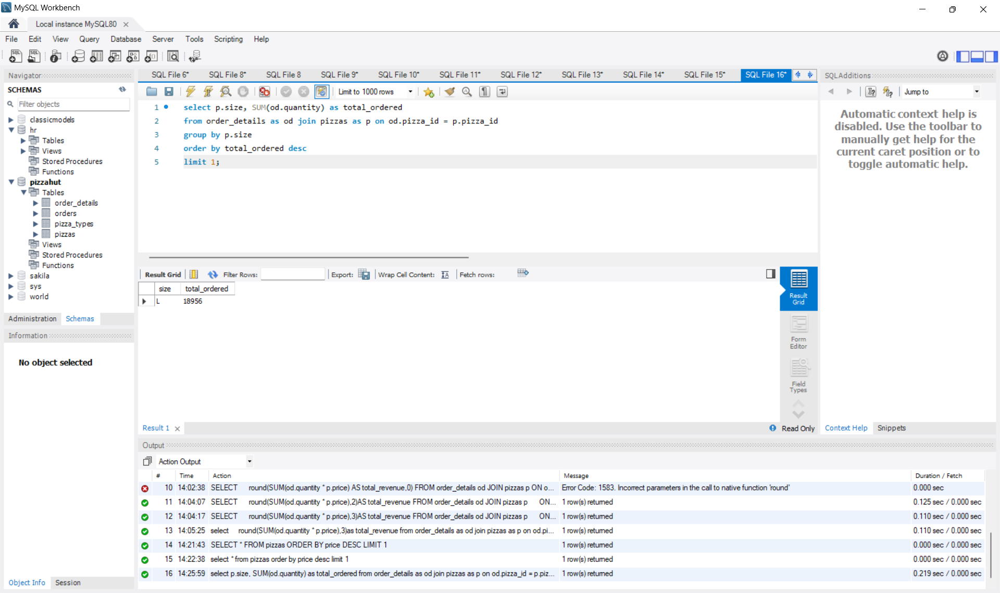 MySQL Workbench
Local instance MySQL80
File Edit View Query Database Server Tools Scripting Help
Navigator
SCHEMAS
Filter objects
classicmodels
hr
Tables
Views
Stored Procedures
Functions
pizzahut
Tables
order_details
orders
pizza_types
pizzas
Views
Stored Procedures
Functions
sakila
sys
world
Administration Schemas
Information
No object selected
Object Info Session
SQL File 6* SQL File 8* SQL File 8 SQL File 9* SQL File 10* SQL File 11* SQL File 12* SQL File 13* SQL File 14* SQL File 15* SQL File 16*
Limit to 1000 rows
1 select p.size, SUM(od.quantity) as total_ordered
2 from order_details as od join pizzas as p on od.pizza_id = p.pizza_id
3 group by p.size
4 order by total_ordered desc
5 limit 1;
Result Grid Filter Rows: Export: Wrap Cell Content: Fetch rows:
size total_ordered
L 18956
Result Grid
Form Editor
Field Types
Result 1 Read Only
SQLAdditions
Jump to
Automatic context help is
disabled. Use the toolbar to
manually get help for the
current caret position or to
toggle automatic help.
Context Help Snippets
Output
Action Output
# Time Action Message Duration / Fetch
10 14:02:38 SELECT round(SUM(od.quantity * p.price) AS total_revenue,0) FROM order_details od JOIN pizzas p ON o... Error Code: 1583. Incorrect parameters in the call to native function 'round' 0.000 sec
11 14:04:07 SELECT round(SUM(od.quantity * p.price),2)AS total_revenue FROM order_details od JOIN pizzas p ON... 1 row(s) returned 0.125 sec / 0.000 sec
12 14:04:17 SELECT round(SUM(od.quantity * p.price),3)AS total_revenue FROM order_details od JOIN pizzas p ON... 1 row(s) returned 0.110 sec / 0.000 sec
13 14:05:25 select round(SUM(od.quantity * p.price),3)as total_revenue from order_details as od join pizzas as p on od.pi... 1 row(s) returned 0.110 sec / 0.000 sec
14 14:21:43 SELECT * FROM pizzas ORDER BY price DESC LIMIT 1 1 row(s) returned 0.000 sec / 0.000 sec
15 14:22:38 select * from pizzas order by price desc limit 1 1 row(s) returned 0.000 sec / 0.000 sec
16 14:25:59 select p.size, SUM(od.quantity) as total_ordered from order_details as od join pizzas as p on od.pizza_id = p.piz... 1 row(s) returned 0.219 sec / 0.000 sec